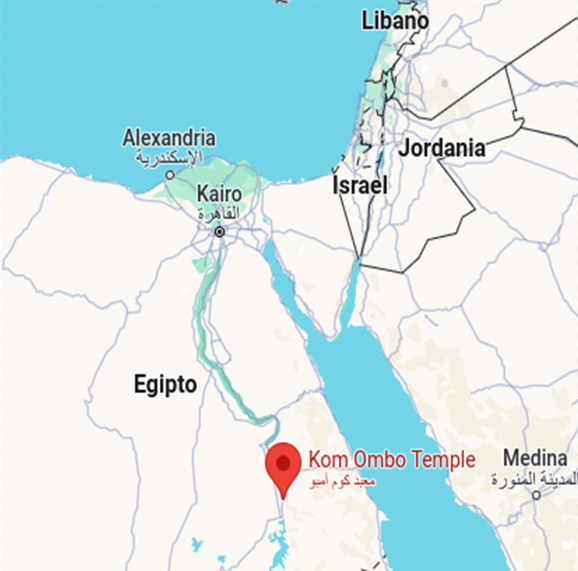 Libano
Alexandria
الإسكندرية
Jordania
Israel
Kairo
القاهرة
Egipto
Kom Ombo Temple
معبد كوم امبو
Medina
المدينة المنورة